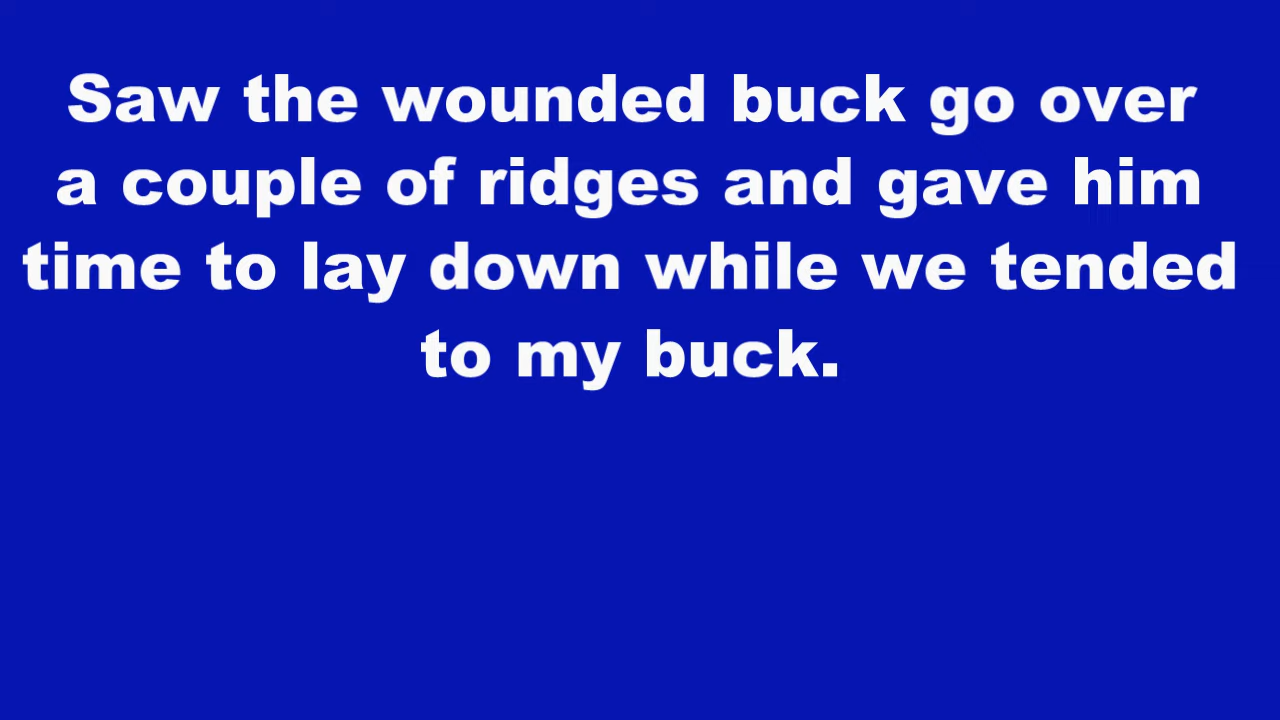 Saw the wounded buck go over
a couple of ridges and gave him
time to lay down while we tended
to my buck.